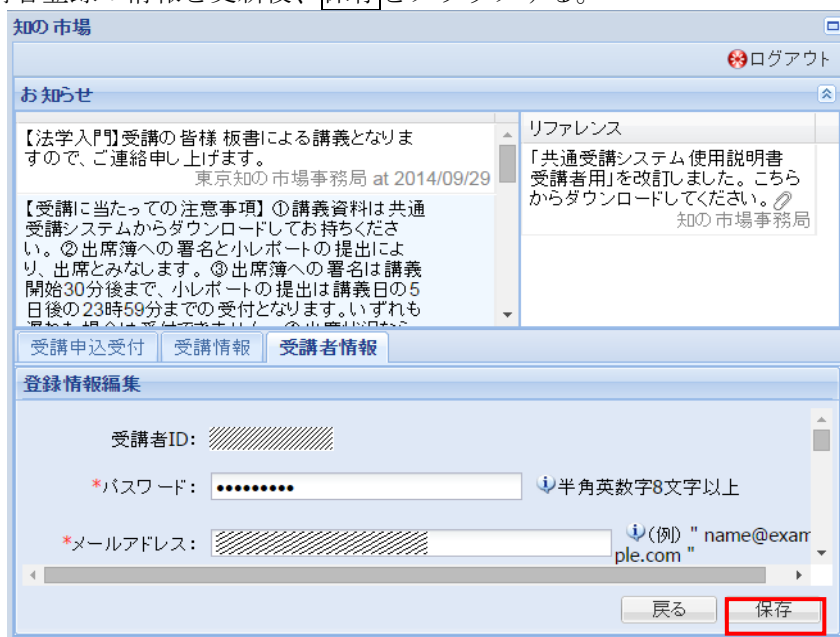 知の市場
ログアウト
お知らせ
【法学入門】受講の皆様 板書による講義となりま
すので、ご連絡申し上げます。
東京知の市場事務局 at 2014/09/29
【受講に当たっての注意事項】 ①講義資料は共通
受講システムからダウンロードしてお持ちくださ
い。②出席簿への署名と小レポートの提出によ
り、出席とみなします。③出席簿への署名は講義
開始30分後まで、小レポートの提出は講義日の5
日後の23時59分までの受付となります。いずれも
リファレンス
「共通受講システム使用説明書
受講者用」を改訂しました。こちら
からダウンロードしてください。
知の市場事務局
受講申込受付 受講情報 受講者情報
登録情報編集
受講者ID:
*パスワード: ••••••••• 半角英数字8文字以上
*メールアドレス: (例) " name@exam
ple.com "
戻る 保存